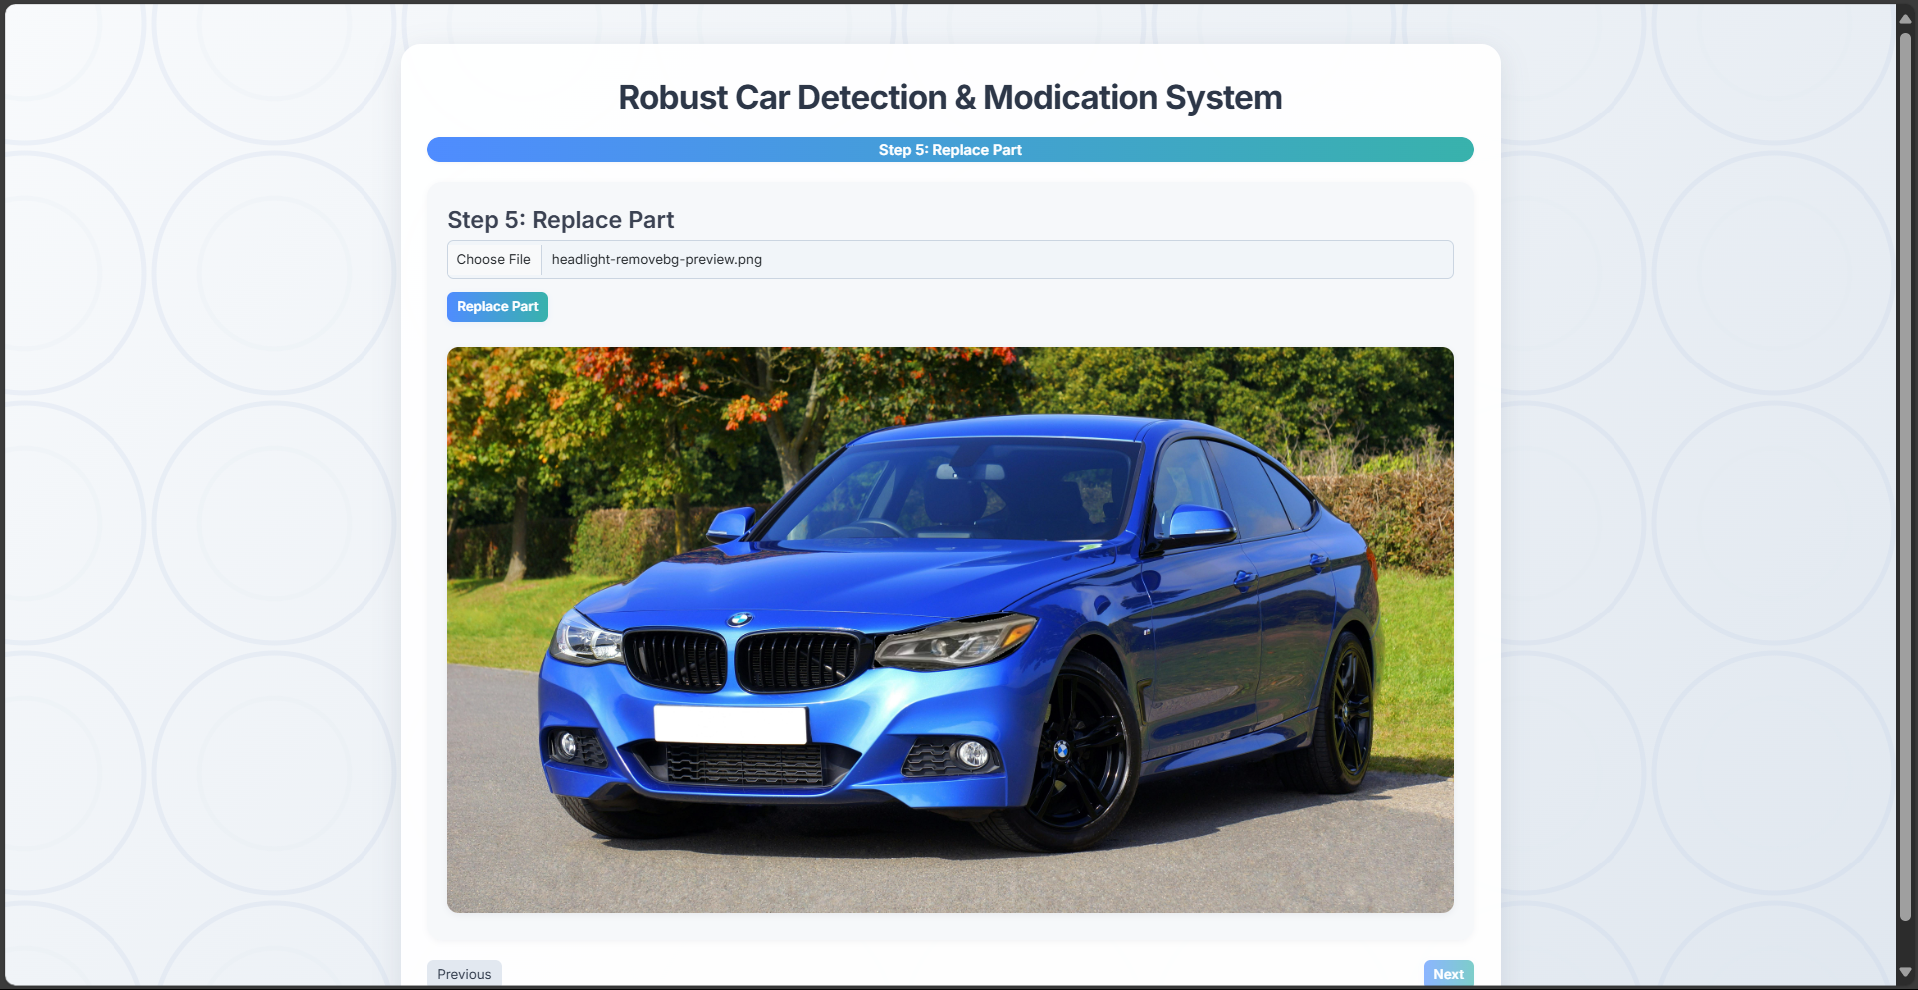 Robust Car Detection & Modication System
Step 5: Replace Part
Step 5: Replace Part
Choose File headlight-removebg-preview.png
Replace Part
Previous
Next